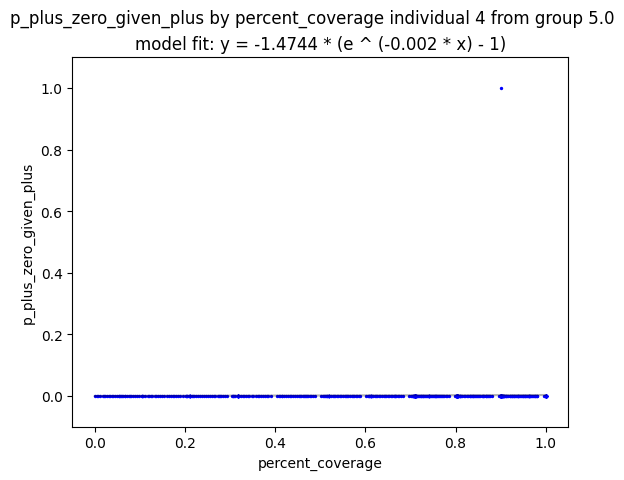 p_plus_zero_given_plus by percent_coverage individual 4 from group 5.0
model fit: y = -1.4744 * (e ^ (-0.002 * x) - 1)
1.0
0.8
0.6
0.4
0.2
0.0
p_plus_zero_given_plus
0.0 0.2 0.4 0.6 0.8 1.0
percent_coverage